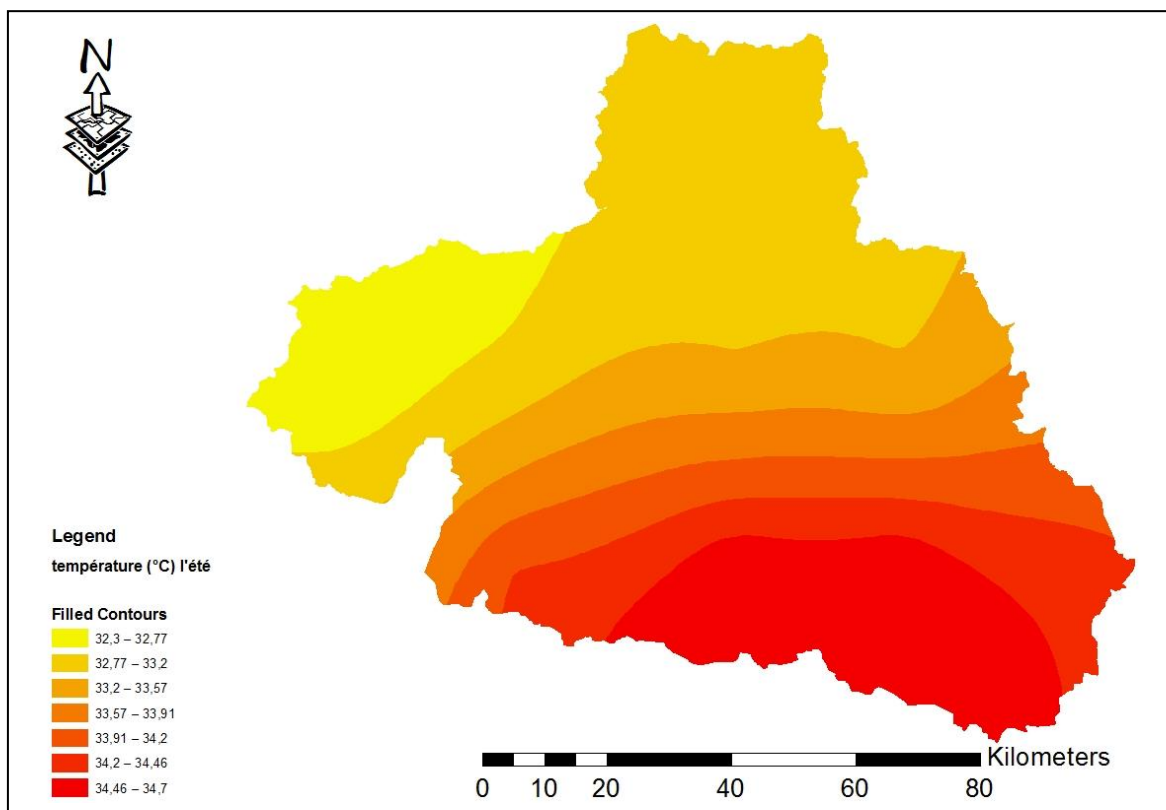 N
Legend
température (°C) l'été
Filled Contours
32,3 – 32,77
32,77 – 33,2
33,2 – 33,57
33,57 – 33,91
33,91 – 34,2
34,2 – 34,46
34,46 – 34,7
Kilometers
0 10 20 40 60 80